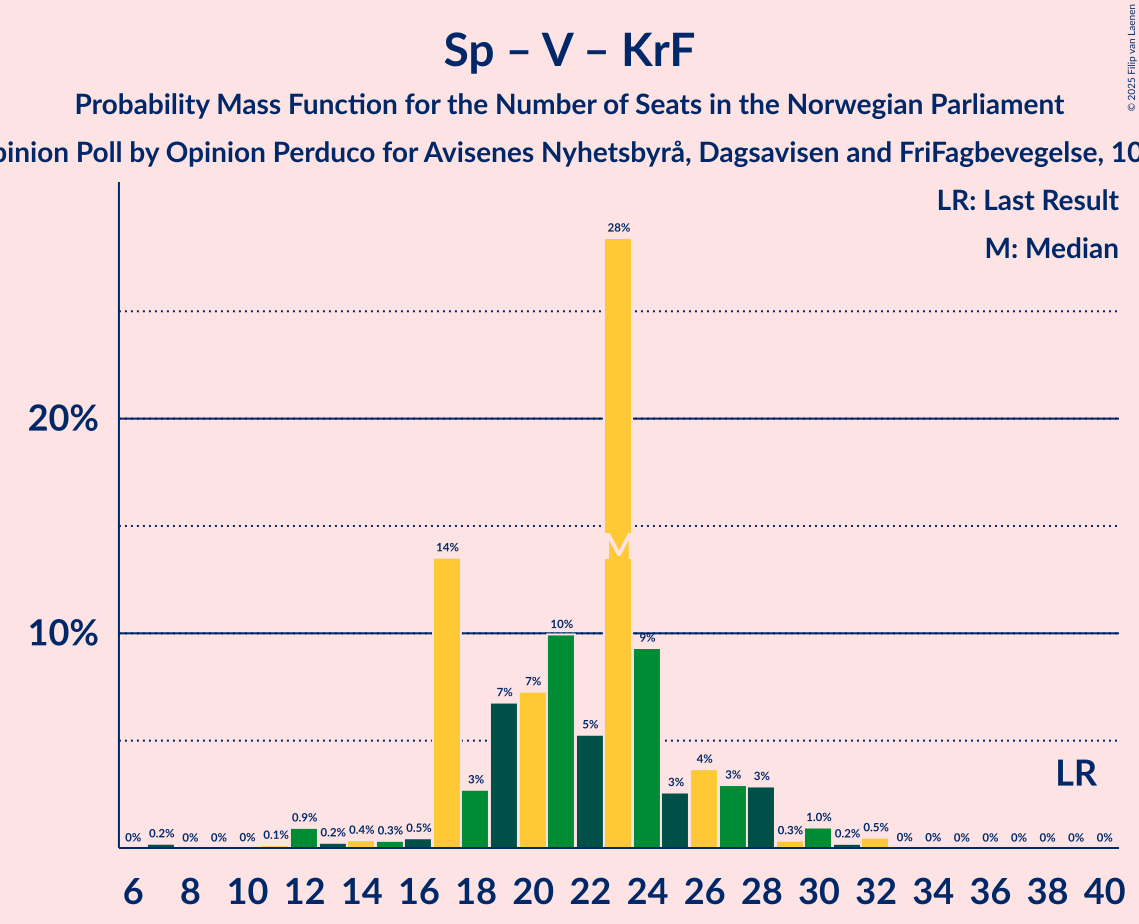 © 2025 Filip van Laenen
Sp – V – KrF
Probability Mass Function for the Number of Seats in the Norwegian Parliament
pinion Poll by Opinion Perduco for Avisenes Nyhetsbyrå, Dagsavisen and FriFagbevegelse, 10
LR: Last Result
M: Median
28%
20%
M
14%
10%
10%
9%
7%
7%
5%
4%
3%
3%
3%
3%
LR
0% 0.2% 0% 0% 0% 0.1% 0.9% 0.2% 0.4% 0.3% 0.5% 0.3% 1.0% 0.2% 0.5% 0% 0% 0% 0% 0% 0% 0% 0%
6 8 10 12 14 16 18 20 22 24 26 28 30 32 34 36 38 40